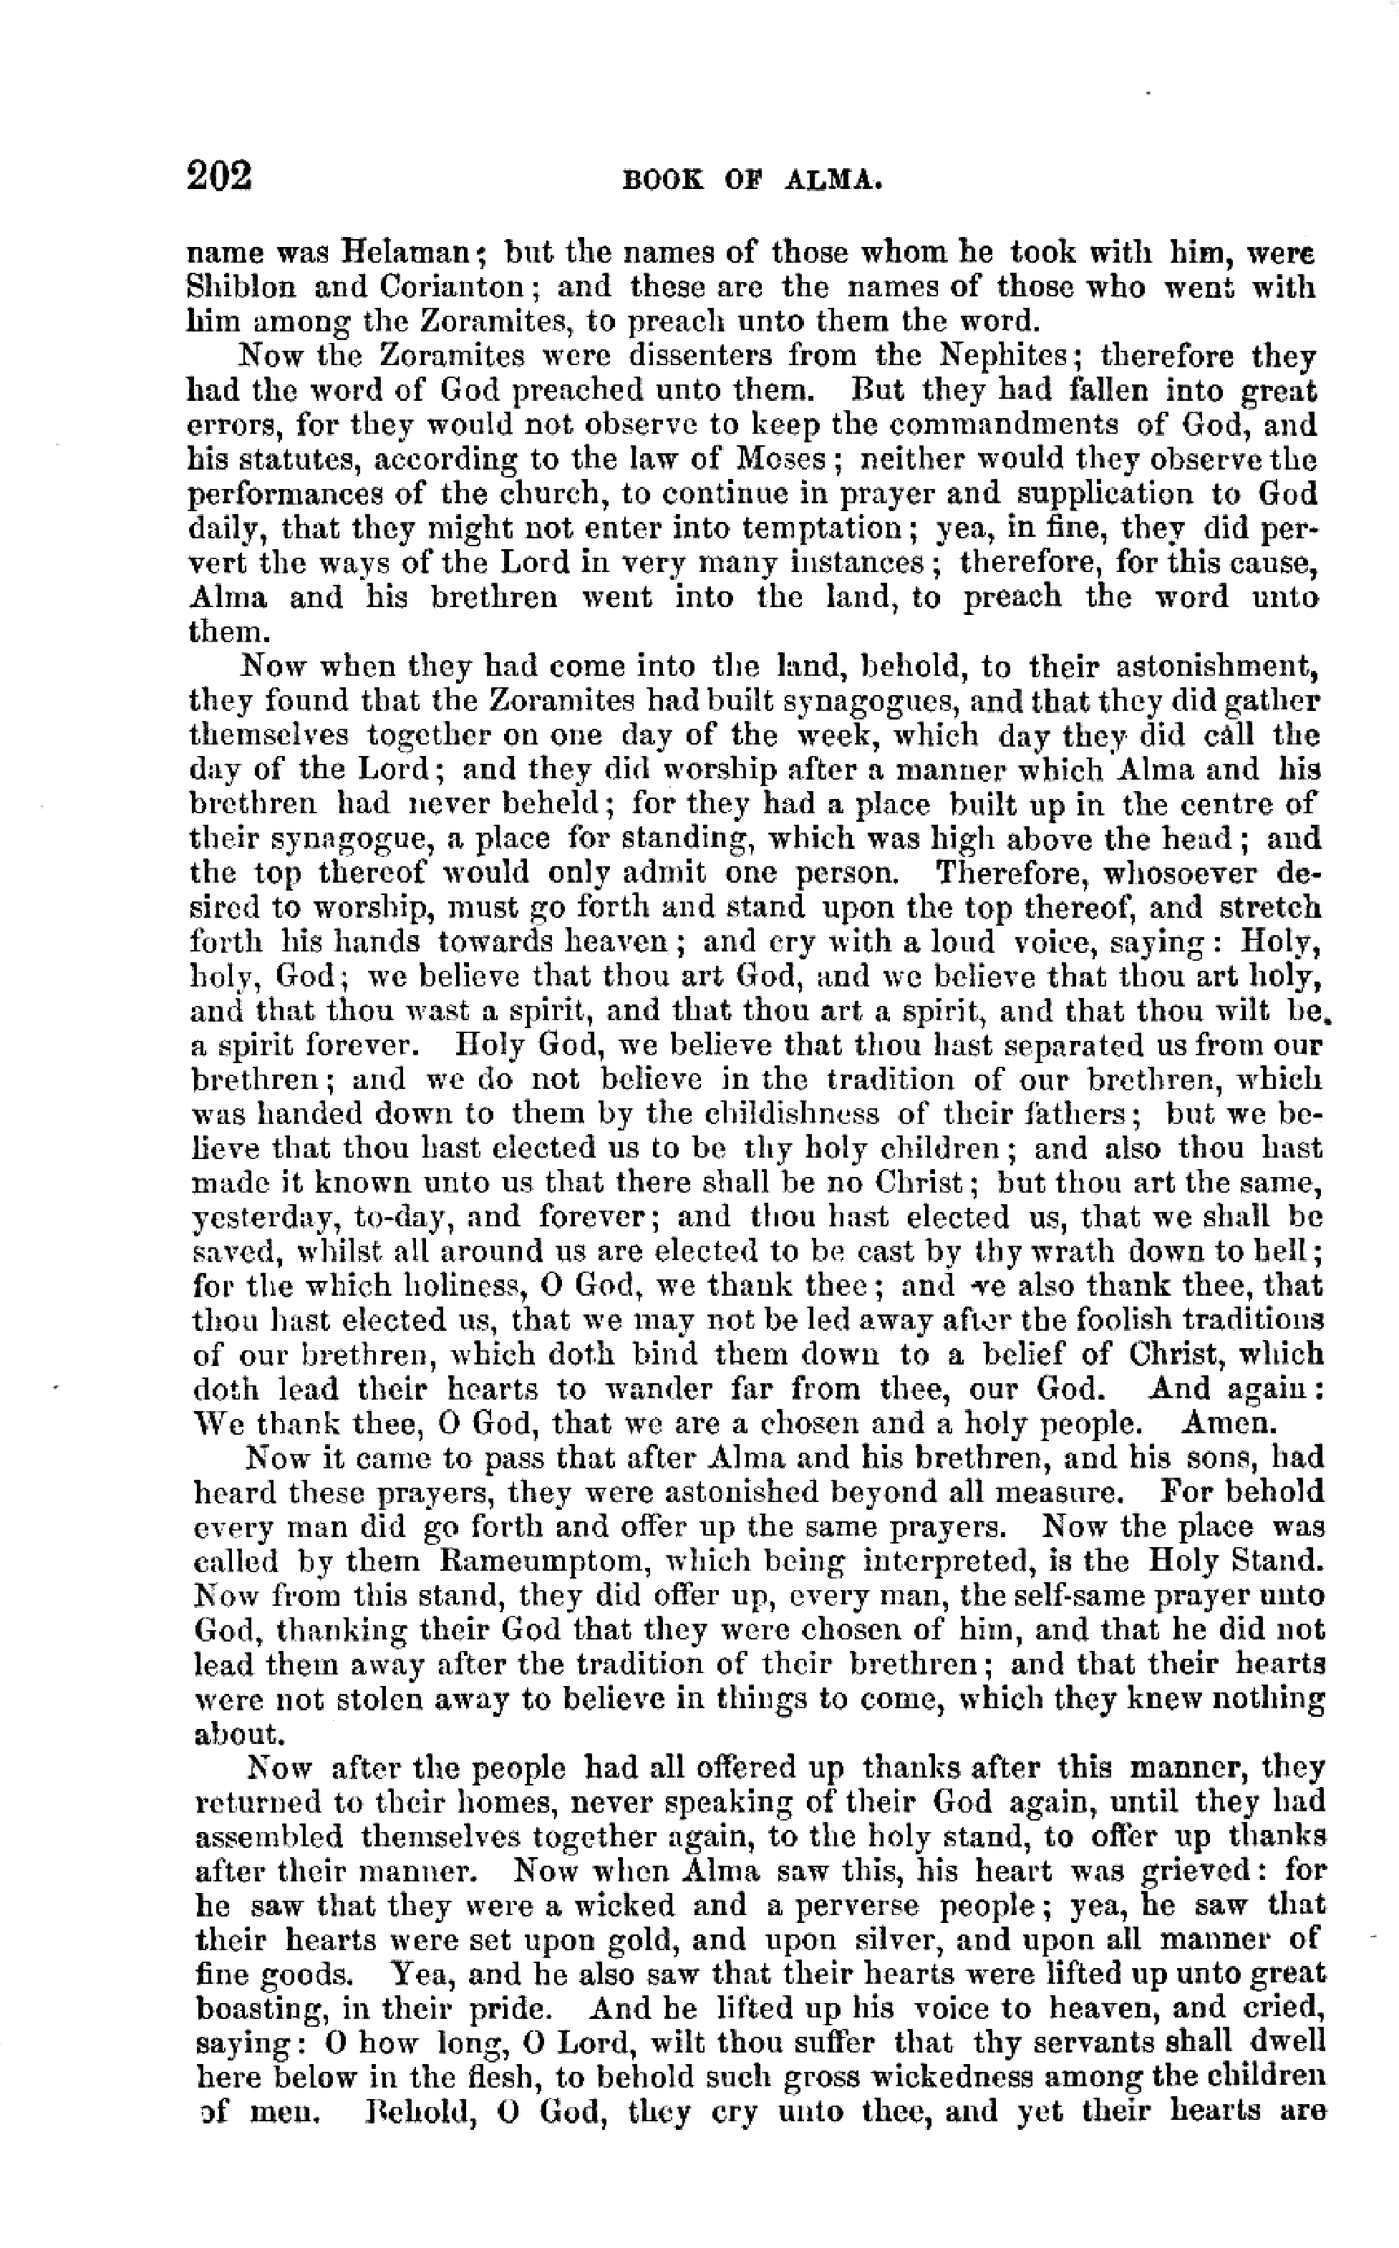 202 BOOK OF ALMA.
name was Helaman; but the names of those whom he took with him, were
Shiblon and Corianton; and these are the names of those who went with
him among the Zoramites, to preach unto them the word.
Now the Zoramites were dissenters from the Nephites; therefore they
had the word of God preached unto them. But they had fallen into great
errors, for they would not observe to keep the commandments of God, and
his statutes, according to the law of Moses; neither would they observe the
performances of the church, to continue in prayer and supplication to God
daily, that they might not enter into temptation; yea, in fine, they did per-
vert the ways of the Lord in very many instances; therefore, for this cause,
Alma and his brethren went into the land, to preach the word unto
them.
Now when they had come into the land, behold, to their astonishment,
they found that the Zoramites had built synagogues, and that they did gather
themselves together on one day of the week, which day they did call the
day of the Lord; and they did worship after a manner which Alma and his
brethren had never beheld; for they had a place built up in the centre of
their synagogue, a place for standing, which was high above the head; and
the top thereof would only admit one person. Therefore, whosoever de-
sired to worship, must go forth and stand upon the top thereof, and stretch
forth his hands towards heaven; and cry with a loud voice, saying: Holy,
holy, God; we believe that thou art God, and we believe that thou art holy,
and that thou wast a spirit, and that thou art a spirit, and that thou wilt be.
a spirit forever. Holy God, we believe that thou hast separated us from our
brethren; and we do not believe in the tradition of our brethren, which
was handed down to them by the childishness of their fathers; but we be-
lieve that thou hast elected us to be thy holy children; and also thou hast
made it known unto us that there shall be no Christ; but thou art the same,
yesterday, to-day, and forever; and thou hast elected us, that we shall be
saved, whilst all around us are elected to be cast by thy wrath down to hell;
for the which holiness, O God, we thank thee; and we also thank thee, that
thou hast elected us, that we may not be led away after the foolish traditions
of our brethren, which doth bind them down to a belief of Christ, which
doth lead their hearts to wander far from thee, our God. And again:
We thank thee, O God, that we are a chosen and a holy people. Amen.
Now it came to pass that after Alma and his brethren, and his sons, had
heard these prayers, they were astonished beyond all measure. For behold
every man did go forth and offer up the same prayers. Now the place was
called by them Rameumptom, which being interpreted, is the Holy Stand.
Now from this stand, they did offer up, every man, the self-same prayer unto
God, thanking their God that they were chosen of him, and that he did not
lead them away after the tradition of their brethren; and that their hearts
were not stolen away to believe in things to come, which they knew nothing
about.
Now after the people had all offered up thanks after this manner, they
returned to their homes, never speaking of their God again, until they had
assembled themselves together again, to the holy stand, to offer up thanks
after their manner. Now when Alma saw this, his heart was grieved: for
he saw that they were a wicked and a perverse people; yea, he saw that
their hearts were set upon gold, and upon silver, and upon all manner of
fine goods. Yea, and he also saw that their hearts were lifted up unto great
boasting, in their pride. And he lifted up his voice to heaven, and cried,
saying: O how long, O Lord, wilt thou suffer that thy servants shall dwell
here below in the flesh, to behold such gross wickedness among the children
of men. Behold, O God, they cry unto thee, and yet their hearts are